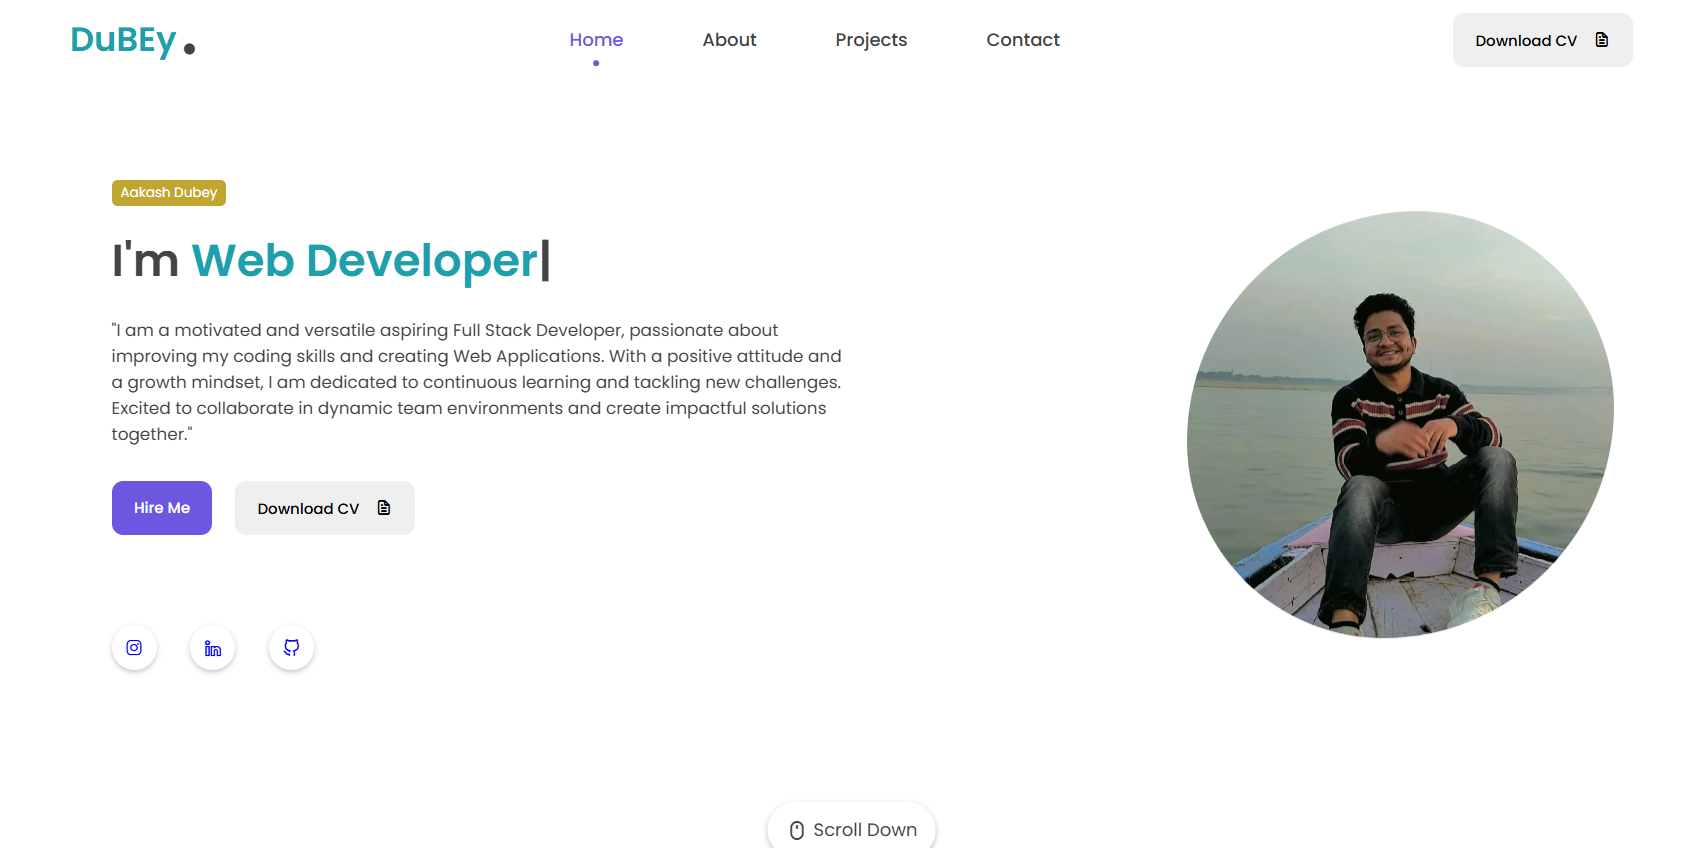 DuBEy .
Home About Projects Contact
Download CV
Aakash Dubey
I'm Web Developer|
"I am a motivated and versatile aspiring Full Stack Developer, passionate about
improving my coding skills and creating Web Applications. With a positive attitude and
a growth mindset, I am dedicated to continuous learning and tackling new challenges.
Excited to collaborate in dynamic team environments and create impactful solutions
together."
Hire Me
Download CV
Scroll Down